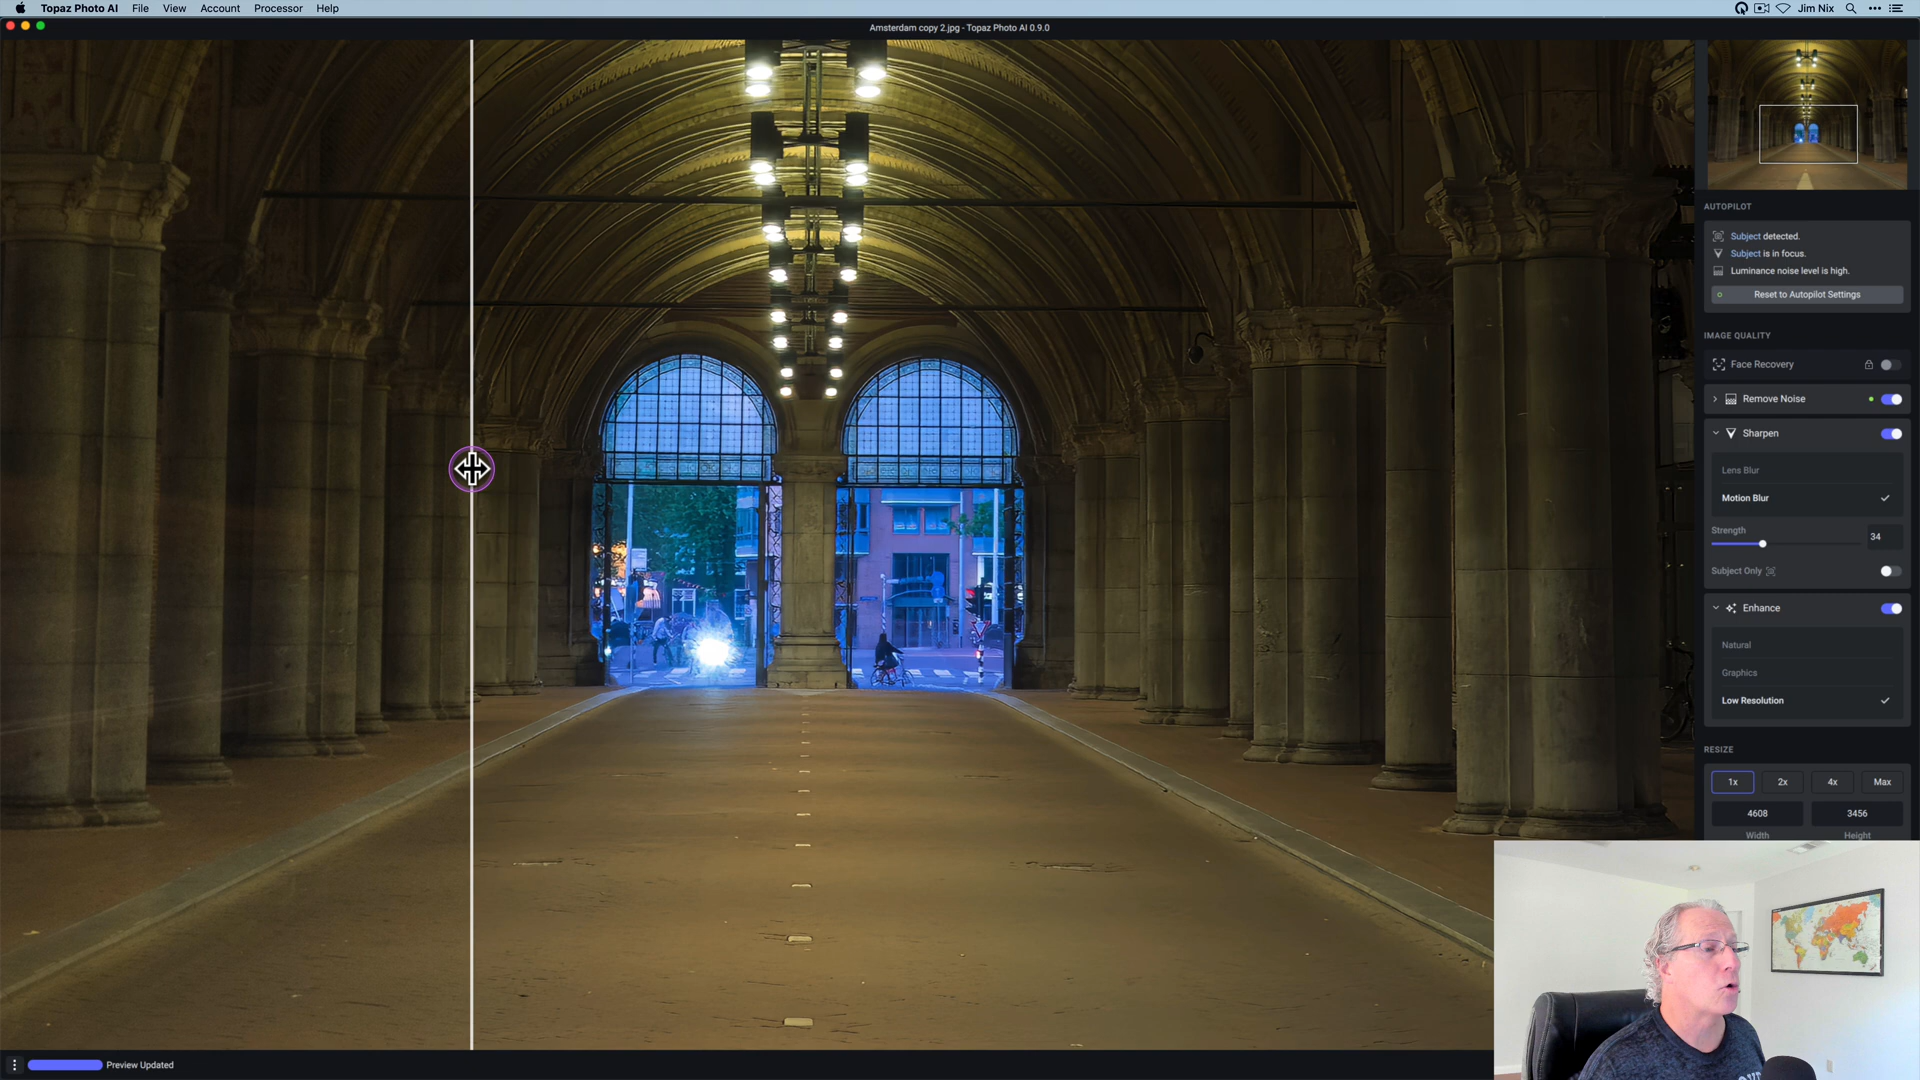 Topaz Photo AI File View Account Processor Help Jim Nix
Amsterdam copy 2.jpg - Topaz Photo AI 0.9.0
AUTOPILOT
Subject detected.
Subject is in focus.
Luminance noise level is high.
Reset to Autopilot Settings
IMAGE QUALITY
Face Recovery
Remove Noise
Sharpen
Lens Blur
Motion Blur
Strength
34
Subject Only
Enhance
Natural
Graphics
Low Resolution
RESIZE
1x 2x 4x Max
4608 3456
Width Height
Preview Updated